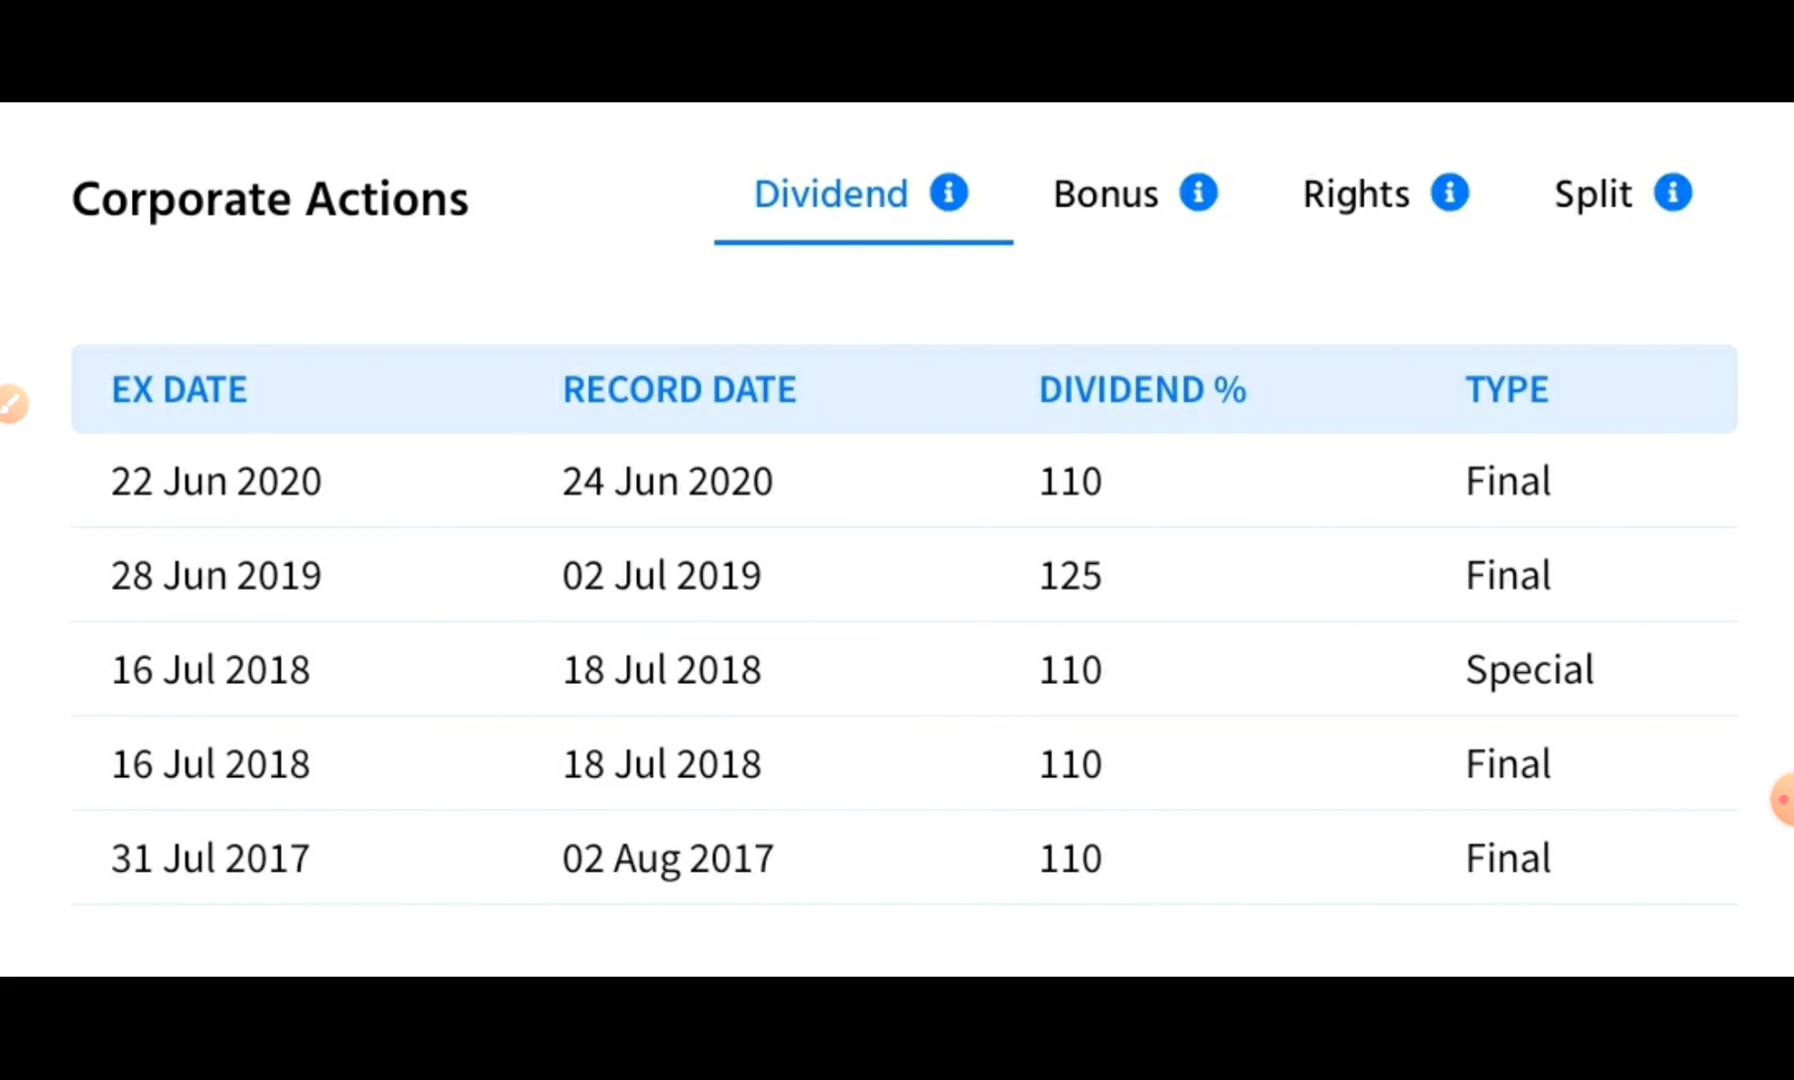 Corporate Actions Dividend i Bonus i Rights i Split i
EX DATE RECORD DATE DIVIDEND % TYPE
22 Jun 2020 24 Jun 2020 110 Final
28 Jun 2019 02 Jul 2019 125 Final
16 Jul 2018 18 Jul 2018 110 Special
16 Jul 2018 18 Jul 2018 110 Final
31 Jul 2017 02 Aug 2017 110 Final